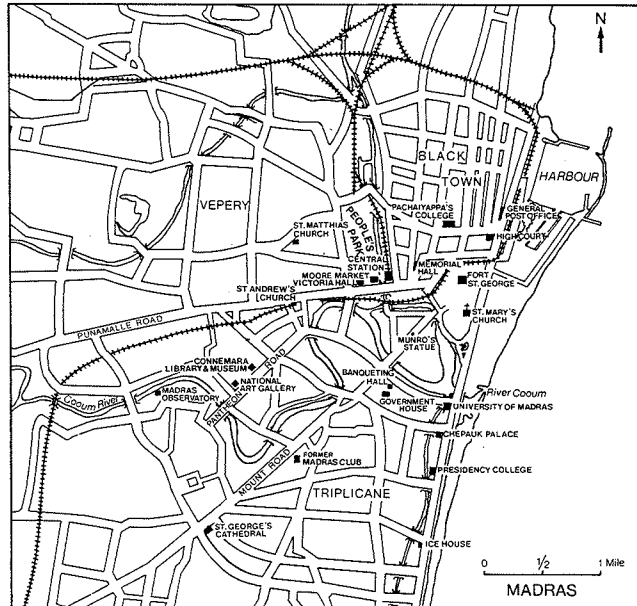 N
BLACK
TOWN
HARBOUR
VEPERY
PACHAIYAPPA'S
COLLEGE
GENERAL
POST OFFICE
ST. MATTHIAS
CHURCH
PEOPLE'S
PARK
HIGH COURT
CENTRAL
STATION
MEMORIAL
HALL
MOORE MARKET
VICTORIA HALL
FORT
ST. GEORGE
ST ANDREW'S
CHURCH
ST. MARY'S
CHURCH
PUNAMALLE ROAD
MUNRO'S
STATUE
CONNEMARA
LIBRARY & MUSEUM
NATIONAL
ART GALLERY
PANTHEON ROAD
BANQUETING
HALL
River Cooum
Cooum River
MADRAS
OBSERVATORY
GOVERNMENT
HOUSE
UNIVERSITY OF MADRAS
CHEPAUK PALACE
FORMER
MADRAS CLUB
MOUNT ROAD
PRESIDENCY COLLEGE
TRIPLICANE
ST. GEORGE'S
CATHEDRAL
ICE HOUSE
0 1/2 1 Mile
MADRAS